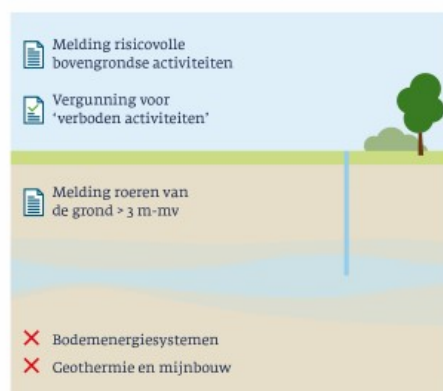 Melding risicovolle
bovengrondse activiteiten
Vergunning voor
‘verboden activiteiten’
Melding roeren van
de grond > 3 m-mv
Bodemenergiesystemen
Geothermie en mijnbouw